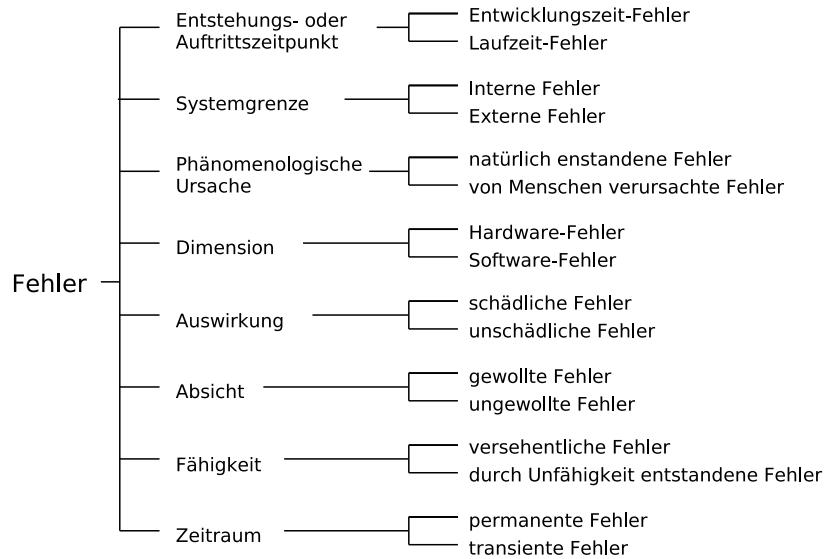 Fehler
Entstehungs- oder
Auftrittszeitpunkt
Entwicklungszeit-Fehler
Laufzeit-Fehler
Systemgrenze
Interne Fehler
Externe Fehler
Phänomenologische
Ursache
natürlich enstandene Fehler
von Menschen verursachte Fehler
Dimension
Hardware-Fehler
Software-Fehler
Auswirkung
schädliche Fehler
unschädliche Fehler
Absicht
gewollte Fehler
ungewollte Fehler
Fähigkeit
versehentliche Fehler
durch Unfähigkeit entstandene Fehler
Zeitraum
permanente Fehler
transiente Fehler